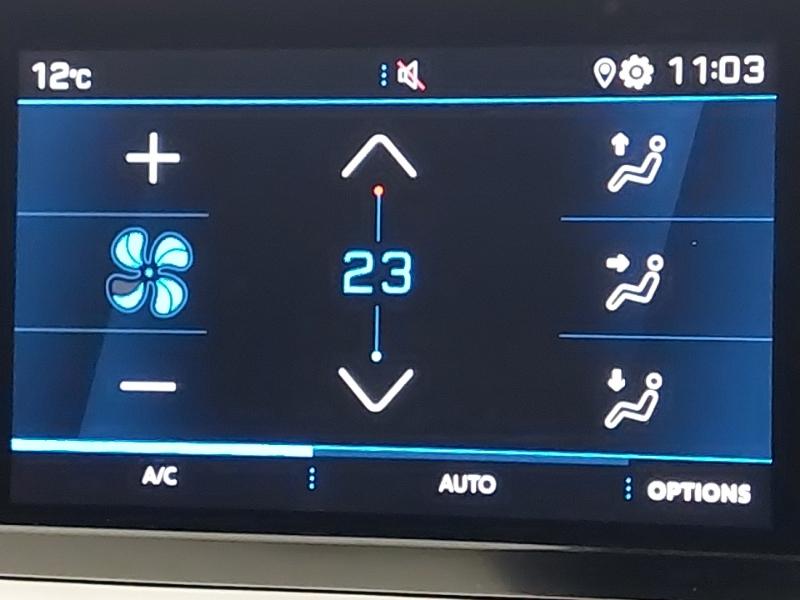 12°C
11:03
23
A/C
AUTO
OPTIONS